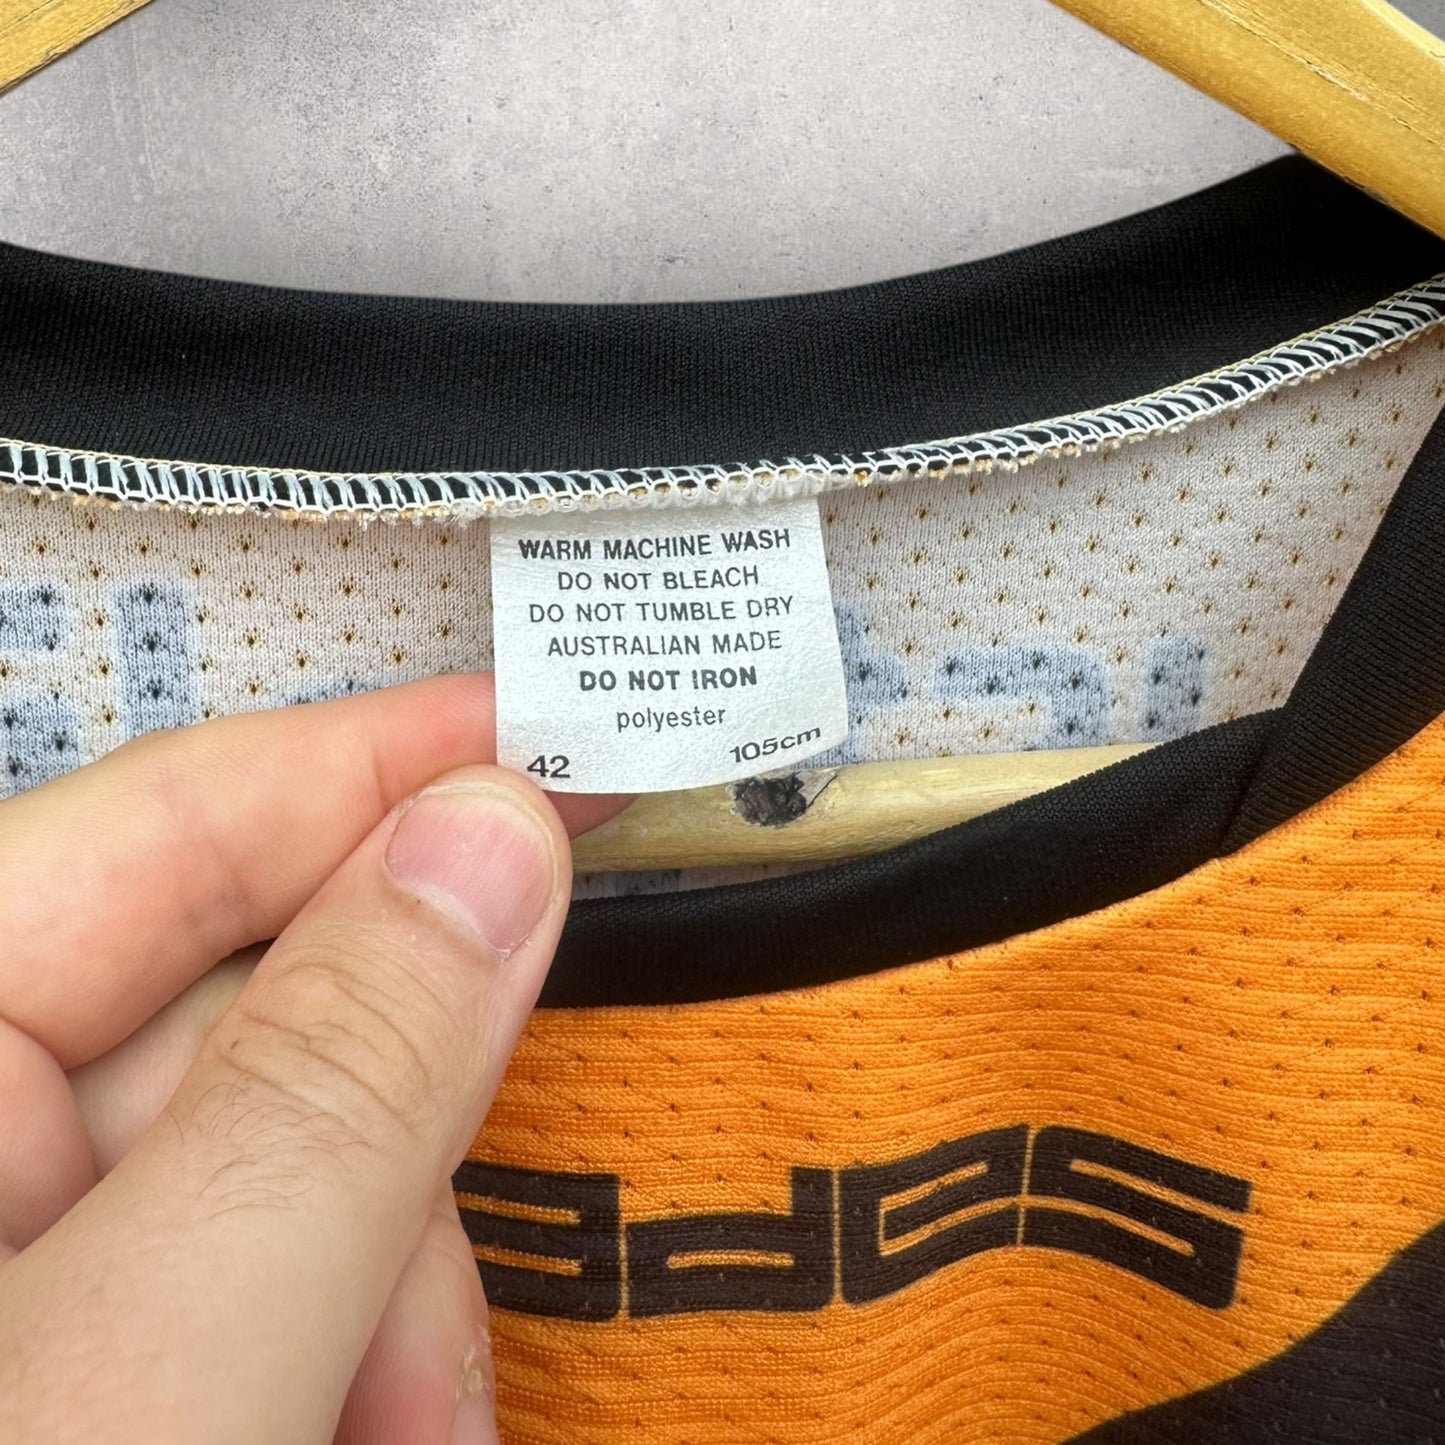 WARM MACHINE WASH
DO NOT BLEACH
DO NOT TUMBLE DRY
AUSTRALIAN MADE
DO NOT IRON
polyester
42 105cm